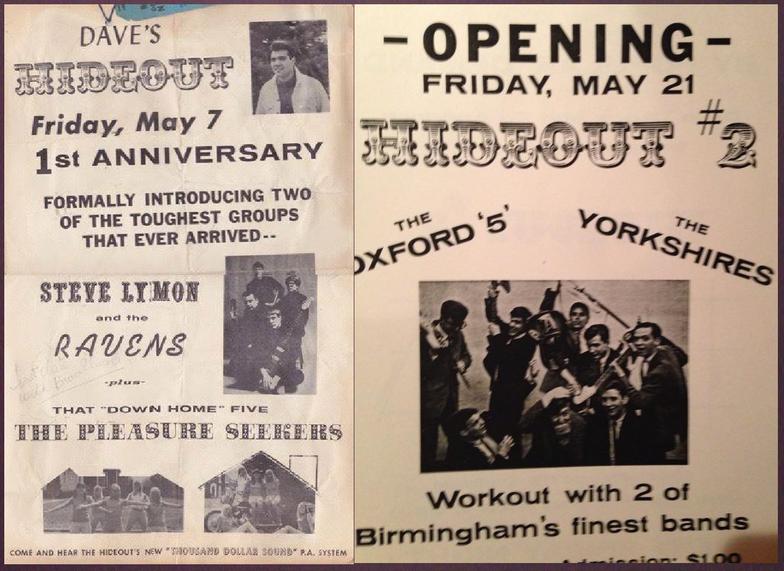 DAVE'S
HIDEOUT
Friday, May 7
1st ANNIVERSARY
FORMALLY INTRODUCING TWO
OF THE TOUGHEST GROUPS
THAT EVER ARRIVED--
STEVE LYMON
and the
RAVENS
-plus-
THAT "DOWN HOME" FIVE
THE PLEASURE SEEKERS
COME AND HEAR THE HIDEOUT'S NEW "THOUSAND DOLLAR SOUND" P.A. SYSTEM
- OPENING -
FRIDAY, MAY 21
HIDEOUT #2
THE
OXFORD '5'
THE
YORKSHIRES
Workout with 2 of
Birmingham's finest bands
Admission: $1.00